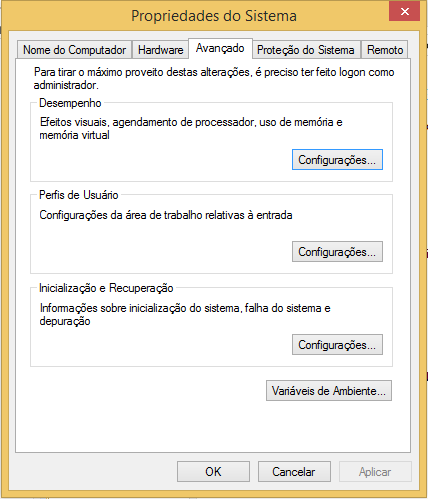 Propriedades do Sistema
Nome do Computador Hardware Avançado Proteção do Sistema Remoto
Para tirar o máximo proveito destas alterações, é preciso ter feito logon como
administrador.
Desempenho
Efeitos visuais, agendamento de processador, uso de memória e
memória virtual
Configurações...
Perfis de Usuário
Configurações da área de trabalho relativas à entrada
Configurações...
Inicialização e Recuperação
Informações sobre inicialização do sistema, falha do sistema e
depuração
Configurações...
Variáveis de Ambiente...
OK Cancelar Aplicar